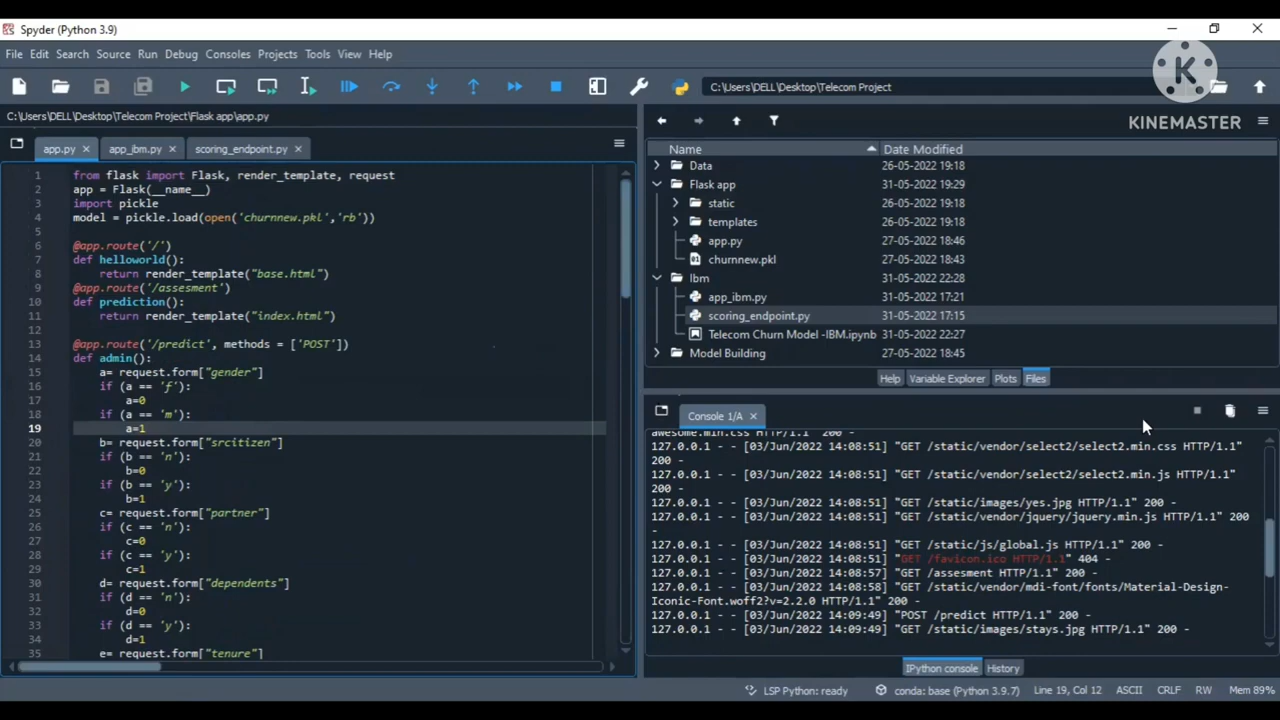 Spyder (Python 3.9)
File Edit Search Source Run Debug Consoles Projects Tools View Help
C:\Users\DELL\Desktop\Telecom Project
K
KINEMASTER
C:\Users\DELL\Desktop\Telecom Project\Flask app\app.py
app.py app_ibm.py scoring_endpoint.py
1 from flask import Flask, render_template, request
2 app = Flask(__name__)
3 import pickle
4 model = pickle.load(open('churnnew.pkl','rb'))
5
6 @app.route('/')
7 def helloworld():
8 return render_template("base.html")
9 @app.route('/assesment')
10 def prediction():
11 return render_template("index.html")
12
13 @app.route('/predict', methods = ['POST'])
14 def admin():
15 a= request.form["gender"]
16 if (a == 'f'):
17 a=0
18 if (a == 'm'):
19 a=1
20 b= request.form["srcitizen"]
21 if (b == 'n'):
22 b=0
23 if (b == 'y'):
24 b=1
25 c= request.form["partner"]
26 if (c == 'n'):
27 c=0
28 if (c == 'y'):
29 c=1
30 d= request.form["dependents"]
31 if (d == 'n'):
32 d=0
33 if (d == 'y'):
34 d=1
35 e= request.form["tenure"]
Name Date Modified
Data 26-05-2022 19:18
Flask app 31-05-2022 19:29
static 26-05-2022 19:18
templates 26-05-2022 19:18
app.py 27-05-2022 18:46
churnnew.pkl 27-05-2022 18:43
Ibm 31-05-2022 22:28
app_ibm.py 31-05-2022 17:21
scoring_endpoint.py 31-05-2022 17:15
Telecom Churn Model -IBM.ipynb 31-05-2022 22:27
Model Building 27-05-2022 18:45
Help Variable Explorer Plots Files
Console 1/A
awesome.min.css HTTP/1.1" 200 -
127.0.0.1 - - [03/Jun/2022 14:08:51] "GET /static/vendor/select2/select2.min.css HTTP/1.1"
200 -
127.0.0.1 - - [03/Jun/2022 14:08:51] "GET /static/vendor/select2/select2.min.js HTTP/1.1"
200 -
127.0.0.1 - - [03/Jun/2022 14:08:51] "GET /static/images/yes.jpg HTTP/1.1" 200 -
127.0.0.1 - - [03/Jun/2022 14:08:51] "GET /static/vendor/jquery/jquery.min.js HTTP/1.1" 200
-
127.0.0.1 - - [03/Jun/2022 14:08:51] "GET /static/js/global.js HTTP/1.1" 200 -
127.0.0.1 - - [03/Jun/2022 14:08:51] "GET /favicon.ico HTTP/1.1" 404 -
127.0.0.1 - - [03/Jun/2022 14:08:57] "GET /assesment HTTP/1.1" 200 -
127.0.0.1 - - [03/Jun/2022 14:08:57] "GET /static/vendor/mdi-font/fonts/Material-Design-
Iconic-Font.woff2?v=2.2.0 HTTP/1.1" 200 -
127.0.0.1 - - [03/Jun/2022 14:09:49] "POST /predict HTTP/1.1" 200 -
127.0.0.1 - - [03/Jun/2022 14:09:49] "GET /static/images/stays.jpg HTTP/1.1" 200 -
IPython console History
LSP Python: ready conda: base (Python 3.9.7) Line 19, Col 12 ASCII CRLF RW Mem 89%